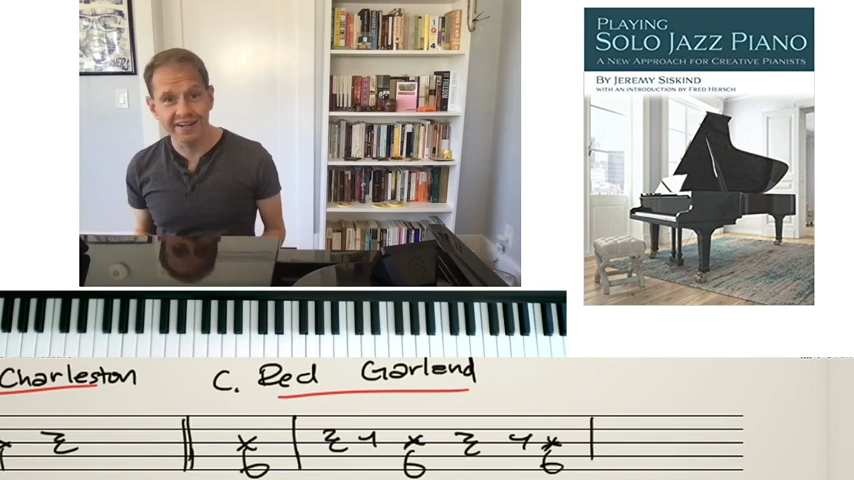 PLAYING
SOLO JAZZ PIANO
A NEW APPROACH FOR CREATIVE PIANISTS
BY JEREMY SISKIND
WITH AN INTRODUCTION BY FRED HERSCH
Charleston
C. Red Garland